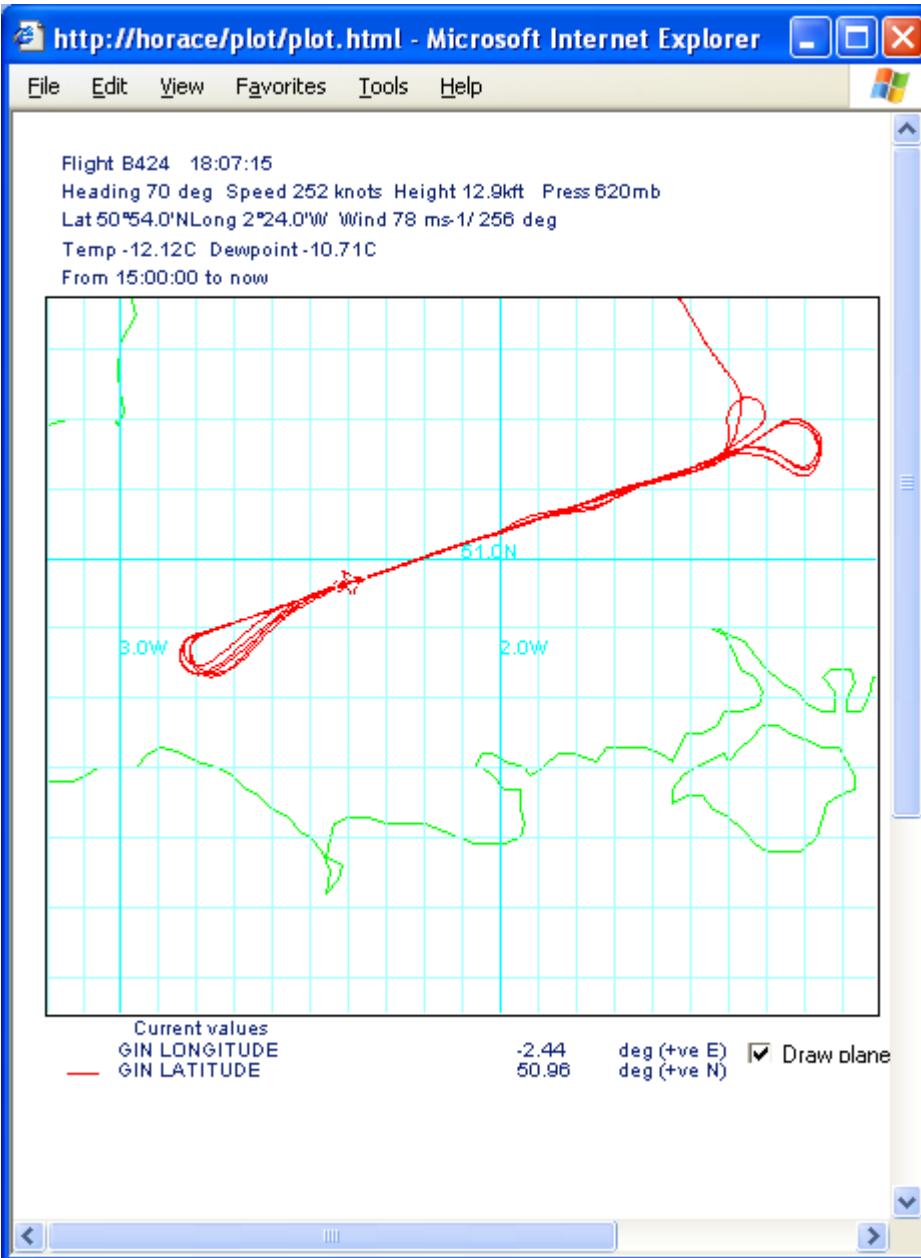 http://horace/plot/plot.html - Microsoft Internet Explorer
File Edit View Favorites Tools Help
Flight B424 18:07:15
Heading 70 deg Speed 252 knots Height 12.9kft Press 620mb
Lat 50°54.0'NLong 2°24.0'W Wind 78 ms-1/ 256 deg
Temp -12.12C Dewpoint -10.71C
From 15:00:00 to now
51.0N
3.0W 2.0W
Current values
GIN LONGITUDE -2.44 deg (+ve E)
GIN LATITUDE 50.96 deg (+ve N)
Draw plane